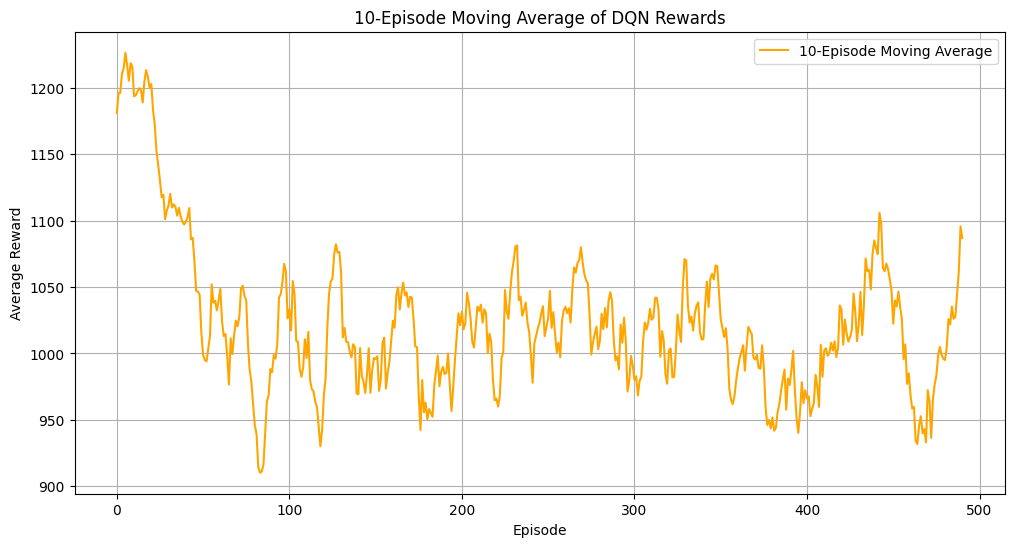 10-Episode Moving Average of DQN Rewards
10-Episode Moving Average
Average Reward
1200
1150
1100
1050
1000
950
900
0 100 200 300 400 500
Episode